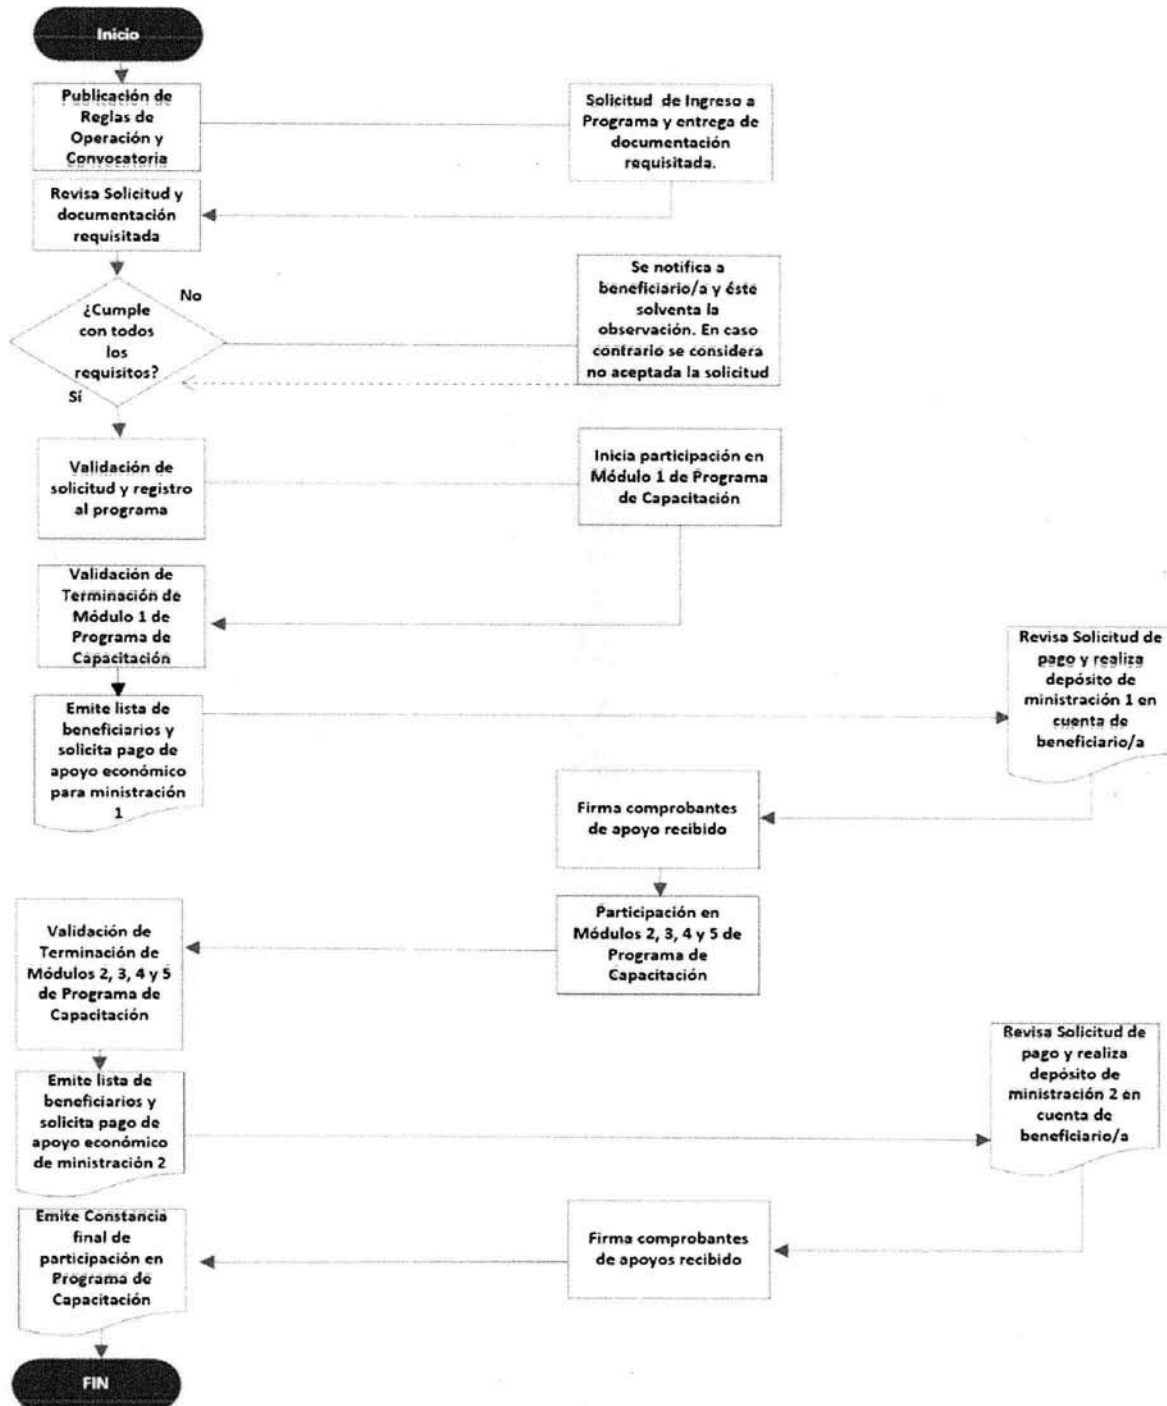 Inicio
Publicación de
Reglas de
Operación y
Convocatoria
Solicitud de Ingreso a
Programa y entrega de
documentación
requisitada.
Revisa Solicitud y
documentación
requisitada
No
¿Cumple
con todos
los
requisitos?
Sí
Se notifica a
beneficiario/a y éste
solventa la
observación. En caso
contrario se considera
no aceptada la solicitud
Validación de
solicitud y registro
al programa
Inicia participación en
Módulo 1 de Programa
de Capacitación
Validación de
Terminación de
Módulo 1 de
Programa de
Capacitación
Revisa Solicitud de
pago y realiza
depósito de
ministración 1 en
cuenta de
beneficiario/a
Emite lista de
beneficiarios y
solicita pago de
apoyo económico
para ministración
1
Firma comprobantes
de apoyo recibido
Participación en
Módulos 2, 3, 4 y 5 de
Programa de
Capacitación
Validación de
Terminación de
Módulos 2, 3, 4 y 5
de Programa de
Capacitación
Revisa Solicitud de
pago y realiza
depósito de
ministración 2 en
cuenta de
beneficiario/a
Emite lista de
beneficiarios y
solicita pago de
apoyo económico
de ministración 2
Firma comprobantes
de apoyos recibido
Emite Constancia
final de
participación en
Programa de
Capacitación
FIN